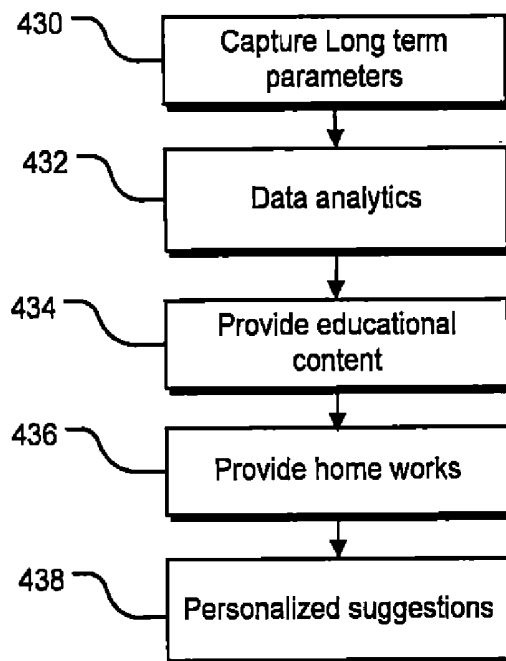 430
Capture Long term
parameters
432
Data analytics
434
Provide educational
content
436
Provide home works
438
Personalized suggestions